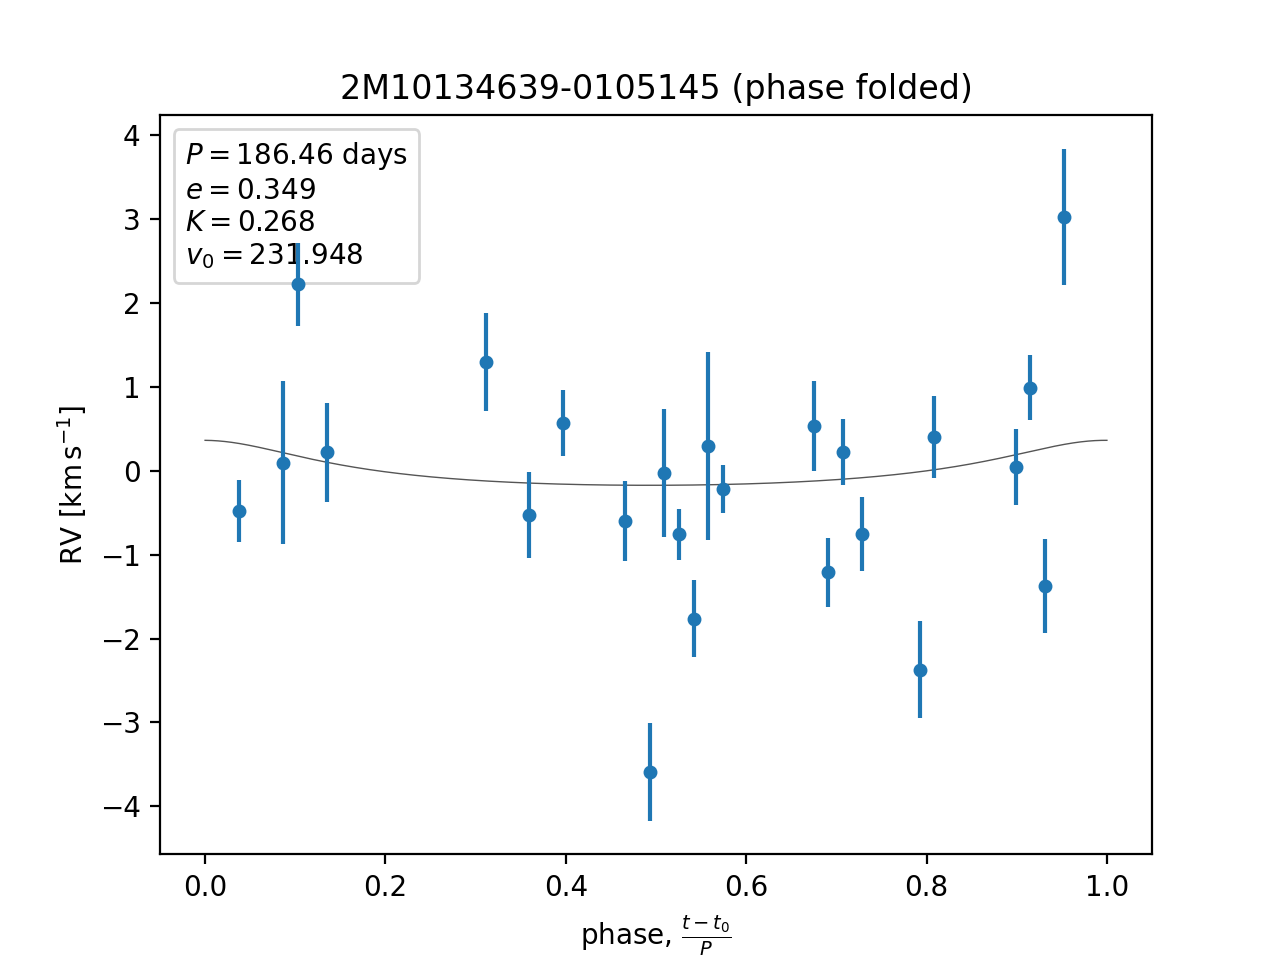 2M10134639-0105145 (phase folded)
P = 186.46 days
e = 0.349
K = 0.268
v₀ = 231.948
4
3
2
1
0
−1
−2
−3
−4
RV [km s⁻¹]
0.0 0.2 0.4 0.6 0.8 1.0
phase, (t − t₀)/P